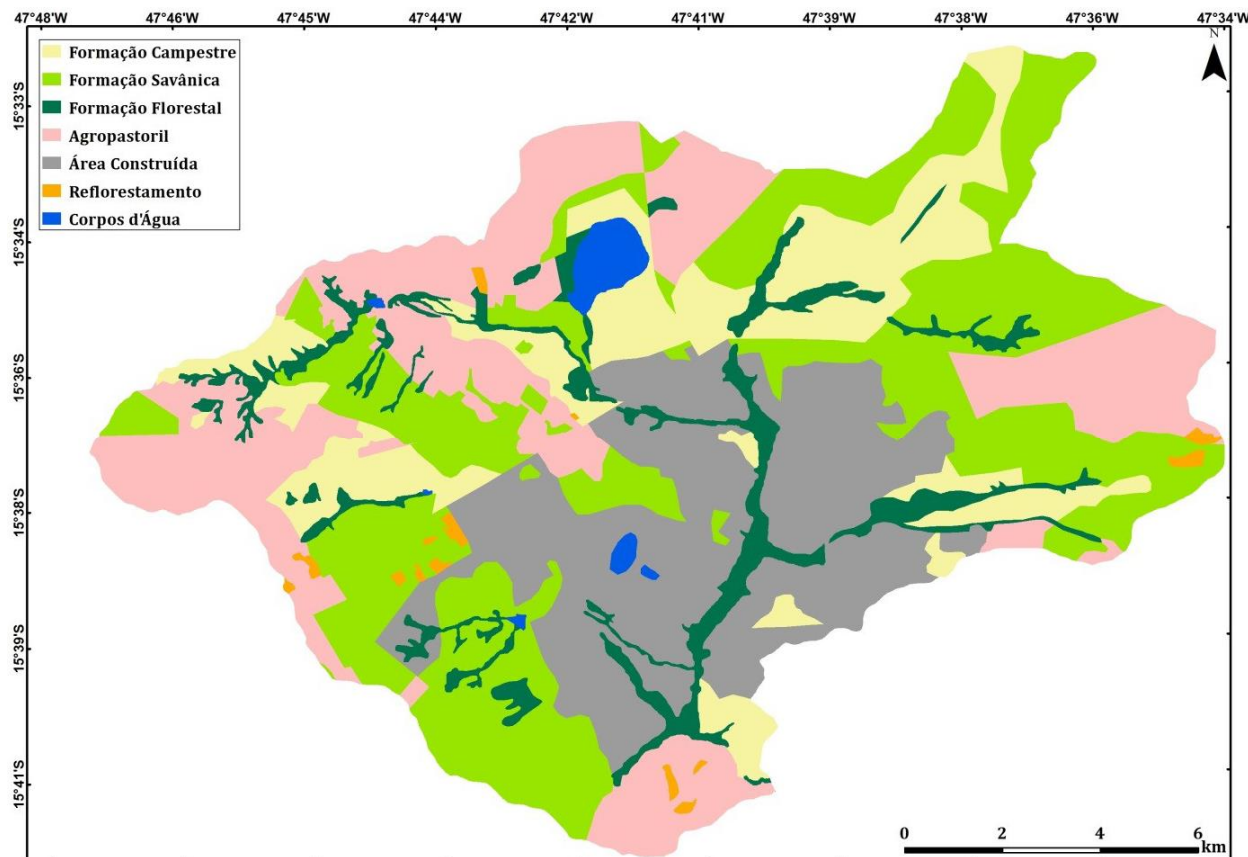 47°48'W 47°46'W 47°44'W 47°42'W 47°41'W 47°39'W 47°38'W 47°36'W 47°34'W
N
Formação Campestre
Formação Savânica
Formação Florestal
Agropastoril
Área Construída
Reflorestamento
Corpos d'Água
15°33'S
15°34'S
15°36'S
15°38'S
15°39'S
15°41'S
0 2 4 6
km